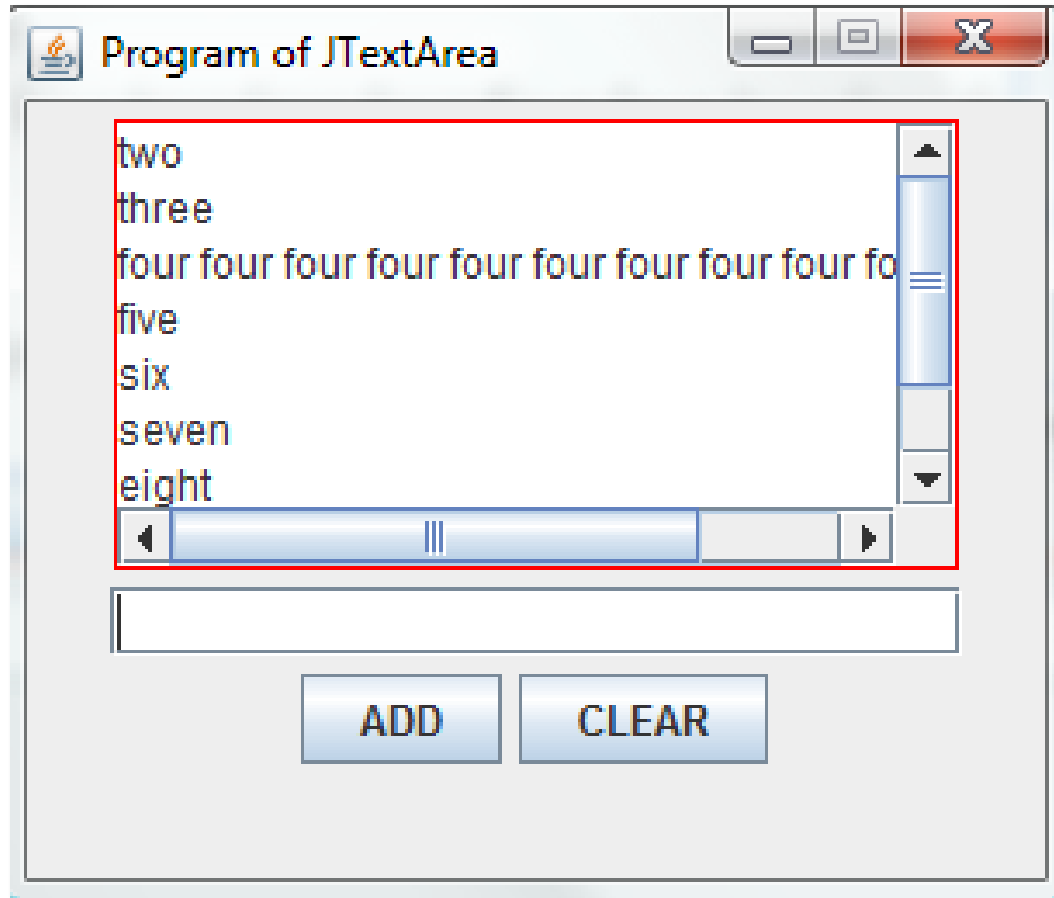 Program of JTextArea
two
three
four four four four four four four four four fo
five
six
seven
eight
ADD
CLEAR